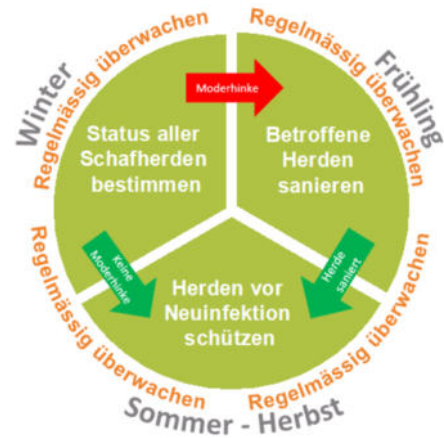 Regelmässig überwachen
Regelmässig überwachen
Winter
Frühling
Moderhinke
Status aller
Schafherden
bestimmen
Betroffene
Herden
sanieren
Keine
Moderhinke
Herde
saniert
Herden vor
Neuinfektion
schützen
Regelmässig überwachen
Regelmässig überwachen
Sommer - Herbst